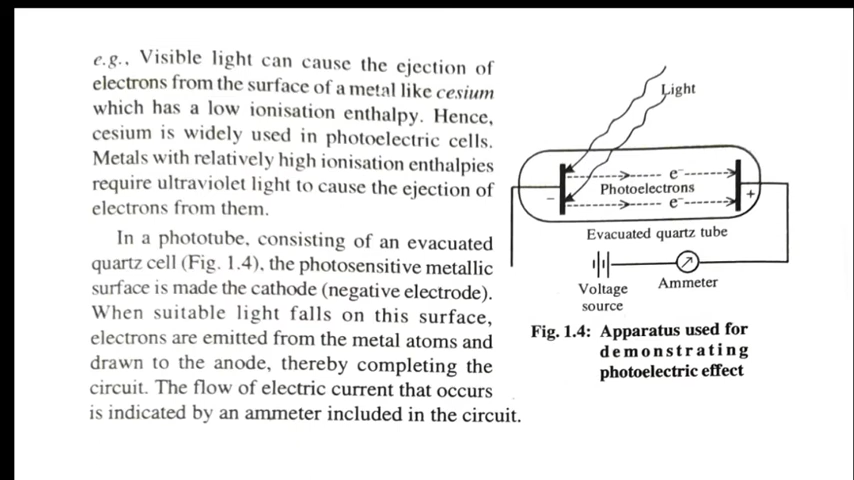 e.g., Visible light can cause the ejection of
electrons from the surface of a metal like cesium
which has a low ionisation enthalpy. Hence,
cesium is widely used in photoelectric cells.
Metals with relatively high ionisation enthalpies
require ultraviolet light to cause the ejection of
electrons from them.
In a phototube, consisting of an evacuated
quartz cell (Fig. 1.4), the photosensitive metallic
surface is made the cathode (negative electrode).
When suitable light falls on this surface,
electrons are emitted from the metal atoms and
drawn to the anode, thereby completing the
circuit. The flow of electric current that occurs
is indicated by an ammeter included in the circuit.
Light
e⁻
Photoelectrons
− +
e⁻
Evacuated quartz tube
Voltage
source
Ammeter
Fig. 1.4: Apparatus used for
demonstrating
photoelectric effect